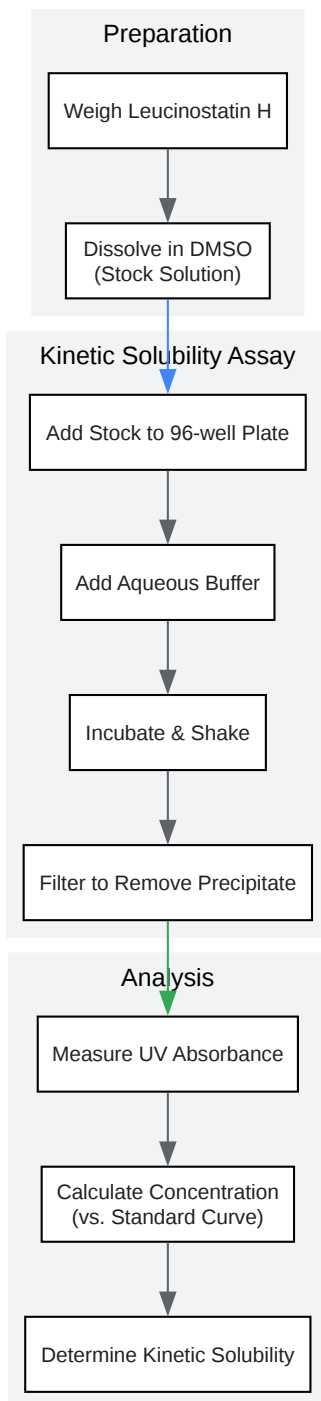 Preparation
Weigh Leucinostatin H
Dissolve in DMSO
(Stock Solution)
Kinetic Solubility Assay
Add Stock to 96-well Plate
Add Aqueous Buffer
Incubate & Shake
Filter to Remove Precipitate
Analysis
Measure UV Absorbance
Calculate Concentration
(vs. Standard Curve)
Determine Kinetic Solubility